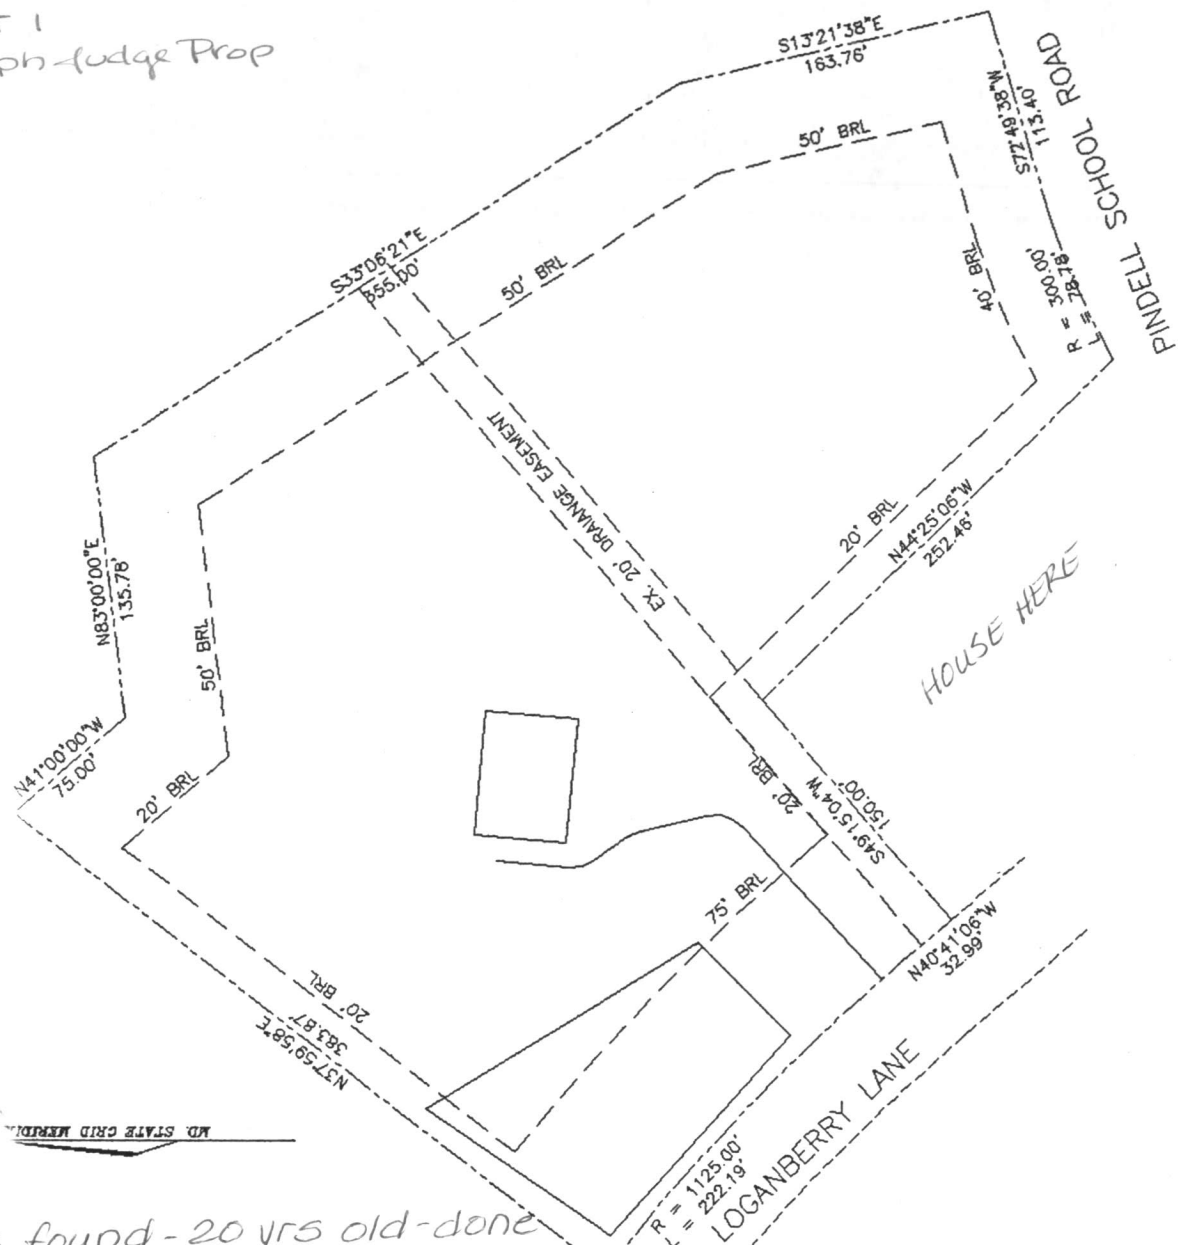 1
Prop
S13°21'38"E
163.76'
S72°49'38"W
113.40'
PINDELL SCHOOL ROAD
50' BRL
S33°06'21"E
355.00'
50' BRL
40' BRL
R = 300.00'
L = 28.78'
EX. 20' DRAIANGE EASEMENT
20' BRL
N44°25'06"W
252.46'
HOUSE HERE
N83°00'00"E
135.78'
50' BRL
N41°00'00"W
75.00'
20' BRL
20' BRL
S49°15'04"W
150.00'
75' BRL
N40°41'06"W
32.99'
20' BRL
N37°59'58"E
383.87'
MD. STATE GRID
R = 1125.00'
= 222.19'
LOGANBERRY LANE
found - 20 yrs old - done